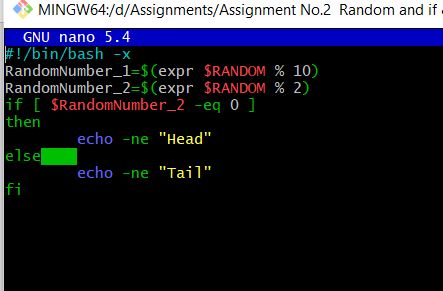 MINGW64:/d/Assignments/Assignment No.2 Random and if
GNU nano 5.4
#!/bin/bash -x
RandomNumber_1=$(expr $RANDOM % 10)
RandomNumber_2=$(expr $RANDOM % 2)
if [ $RandomNumber_2 -eq 0 ]
then
        echo -ne "Head"
else
        echo -ne "Tail"
fi